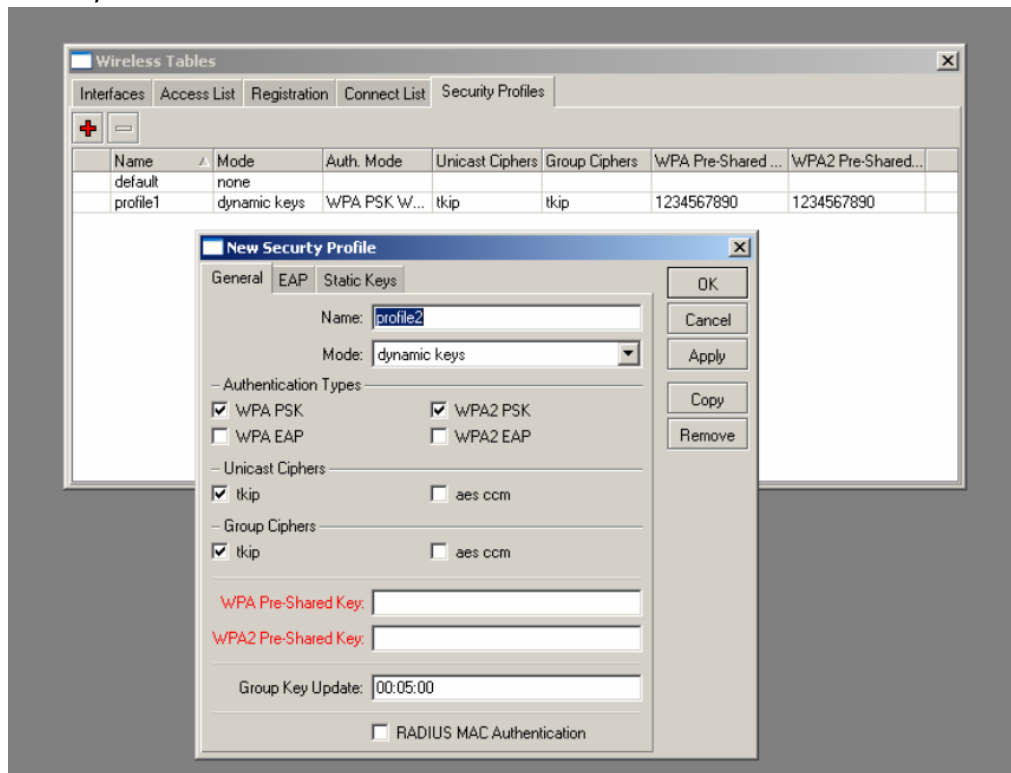 Wireless Tables
Interfaces Access List Registration Connect List Security Profiles
Name Mode Auth. Mode Unicast Ciphers Group Ciphers WPA Pre-Shared ... WPA2 Pre-Shared...
default none
profile1 dynamic keys WPA PSK W... tkip tkip 1234567890 1234567890
New Securty Profile
General EAP Static Keys
OK
Name: profile2
Cancel
Mode: dynamic keys
Apply
Authentication Types
Copy
WPA PSK WPA2 PSK
WPA EAP WPA2 EAP
Remove
Unicast Ciphers
tkip aes ccm
Group Ciphers
tkip aes ccm
WPA Pre-Shared Key:
WPA2 Pre-Shared Key:
Group Key Update: 00:05:00
RADIUS MAC Authentication